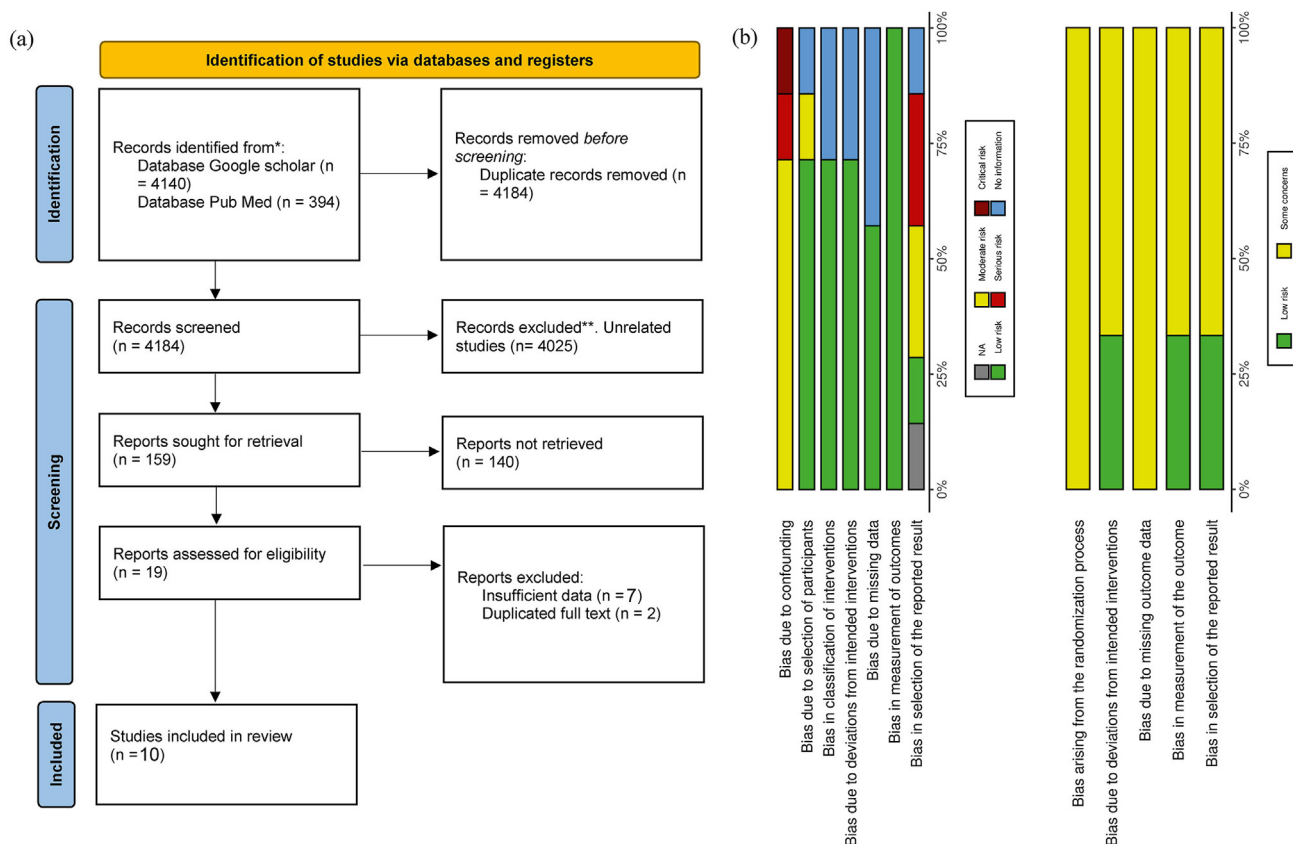 (a)
Identification of studies via databases and registers
Identification
Records identified from*:
Database Google scholar (n
= 4140)
Database Pub Med (n = 394)
Records removed before
screening:
Duplicate records removed (n
= 4184)
Screening
Records screened
(n = 4184)
Records excluded**. Unrelated
studies (n= 4025)
Reports sought for retrieval
(n = 159)
Reports not retrieved
(n = 140)
Reports assessed for eligibility
(n = 19)
Reports excluded:
Insufficient data (n = 7)
Duplicated full text (n = 2)
Included
Studies included in review
(n =10)
(b)
Bias due to confounding
Bias due to selection of participants
Bias in classification of interventions
Bias due to deviations from intended interventions
Bias due to missing data
Bias in measurement of outcomes
Bias in selection of the reported result
0%
25%
50%
75%
100%
NA
Low risk
Moderate risk
Serious risk
Critical risk
No information
Bias arising from the randomization process
Bias due to deviations from intended interventions
Bias due to missing outcome data
Bias in measurement of the outcome
Bias in selection of the reported result
0%
25%
50%
75%
100%
Low risk
Some concerns